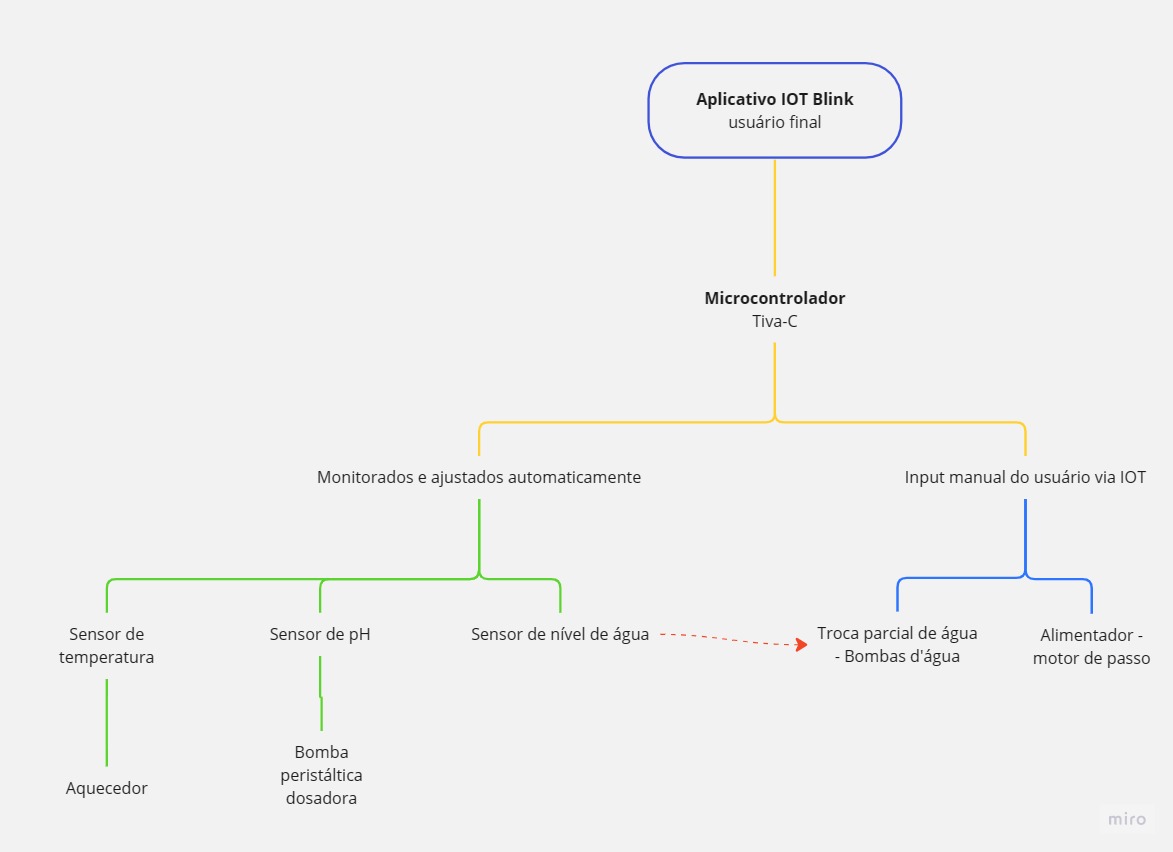 Aplicativo IOT Blink
usuário final
Microcontrolador
Tiva-C
Monitorados e ajustados automaticamente
Input manual do usuário via IOT
Sensor de
temperatura
Sensor de pH
Sensor de nível de água
Troca parcial de água
- Bombas d'água
Alimentador -
motor de passo
Aquecedor
Bomba
peristáltica
dosadora
miro